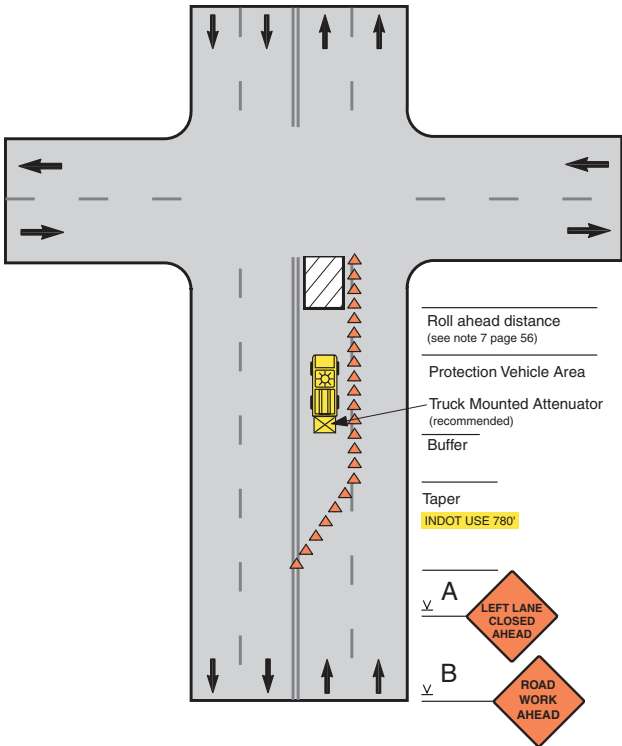 Roll ahead distance
(see note 7 page 56)
Protection Vehicle Area
Truck Mounted Attenuator
(recommended)
Buffer
Taper
INDOT USE 780'
A
LEFT LANE
CLOSED
AHEAD
B
ROAD
WORK
AHEAD